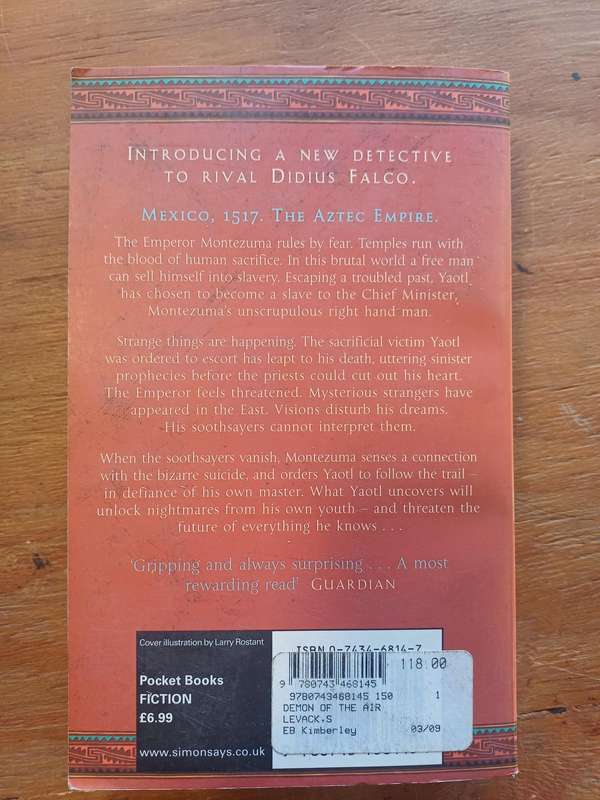 INTRODUCING A NEW DETECTIVE
TO RIVAL DIDIUS FALCO.
MEXICO, 1517. THE AZTEC EMPIRE.
The Emperor Montezuma rules by fear. Temples run with
the blood of human sacrifice. In this brutal world a free man
can sell himself into slavery. Escaping a troubled past, Yaotl
has chosen to become a slave to the Chief Minister,
Montezuma's unscrupulous right hand man.
Strange things are happening. The sacrificial victim Yaotl
was ordered to escort has leapt to his death, uttering sinister
prophecies before the priests could cut out his heart.
The Emperor feels threatened. Mysterious strangers have
appeared in the East. Visions disturb his dreams.
His soothsayers cannot interpret them.
When the soothsayers vanish, Montezuma senses a connection
with the bizarre suicide, and orders Yaotl to follow the trail –
in defiance of his own master. What Yaotl uncovers will
unlock nightmares from his own youth – and threaten the
future of everything he knows . . .
'Gripping and always surprising . . . A most
rewarding read' GUARDIAN
Cover illustration by Larry Rostant
Pocket Books
FICTION
£6.99
www.simonsays.co.uk
ISBN 0-7434-6814-7
118.00
9 780743 468145
9780743468145 150 1
DEMON OF THE AIR
LEVACK,S
EB Kimberley 03/09